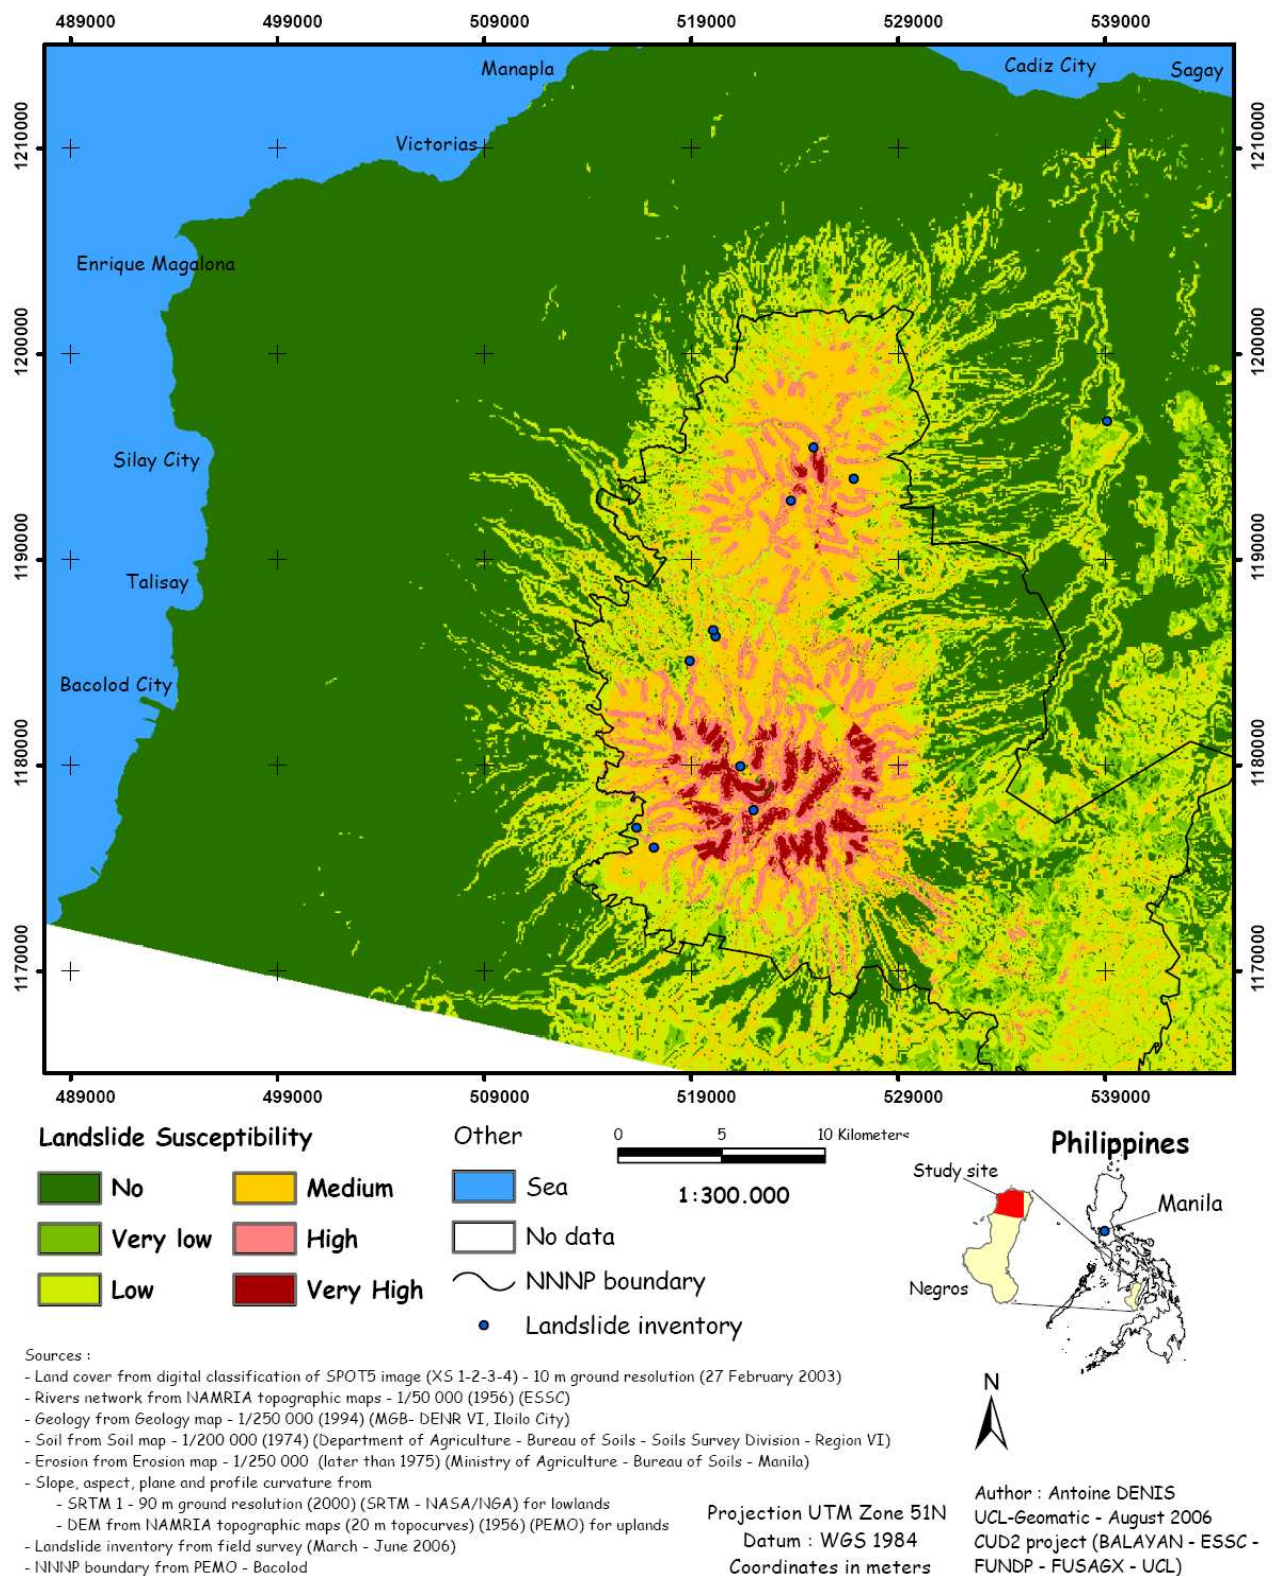 489000 499000 509000 519000 529000 539000
Manapla
Cadiz City
Sagay
1210000
Victorias
1210000
Enrique Magalona
1200000
1200000
Silay City
1190000
1190000
Talisay
Bacolod City
1180000
1180000
1170000
1170000
489000 499000 509000 519000 529000 539000
Landslide Susceptibility
No
Very low
Low
Medium
High
Very High
Other
Sea
No data
NNNP boundary
Landslide inventory
0 5 10 Kilometers
1:300.000
Philippines
Study site
Manila
Negros
Sources :
- Land cover from digital classification of SPOT5 image (XS 1-2-3-4) - 10 m ground resolution (27 February 2003)
- Rivers network from NAMRIA topographic maps - 1/50 000 (1956) (ESSC)
- Geology from Geology map - 1/250 000 (1994) (MGB- DENR VI, Iloilo City)
- Soil from Soil map - 1/200 000 (1974) (Department of Agriculture - Bureau of Soils - Soils Survey Division - Region VI)
- Erosion from Erosion map - 1/250 000 (later than 1975) (Ministry of Agriculture - Bureau of Soils - Manila)
- Slope, aspect, plane and profile curvature from
- SRTM 1 - 90 m ground resolution (2000) (SRTM - NASA/NGA) for lowlands
- DEM from NAMRIA topographic maps (20 m topocurves) (1956) (PEMO) for uplands
- Landslide inventory from field survey (March - June 2006)
- NNNP boundary from PEMO - Bacolod
Projection UTM Zone 51N
Datum : WGS 1984
Coordinates in meters
N
Author : Antoine DENIS
UCL-Geomatic - August 2006
CUD2 project (BALAYAN - ESSC -
FUNDP - FUSAGX - UCL)